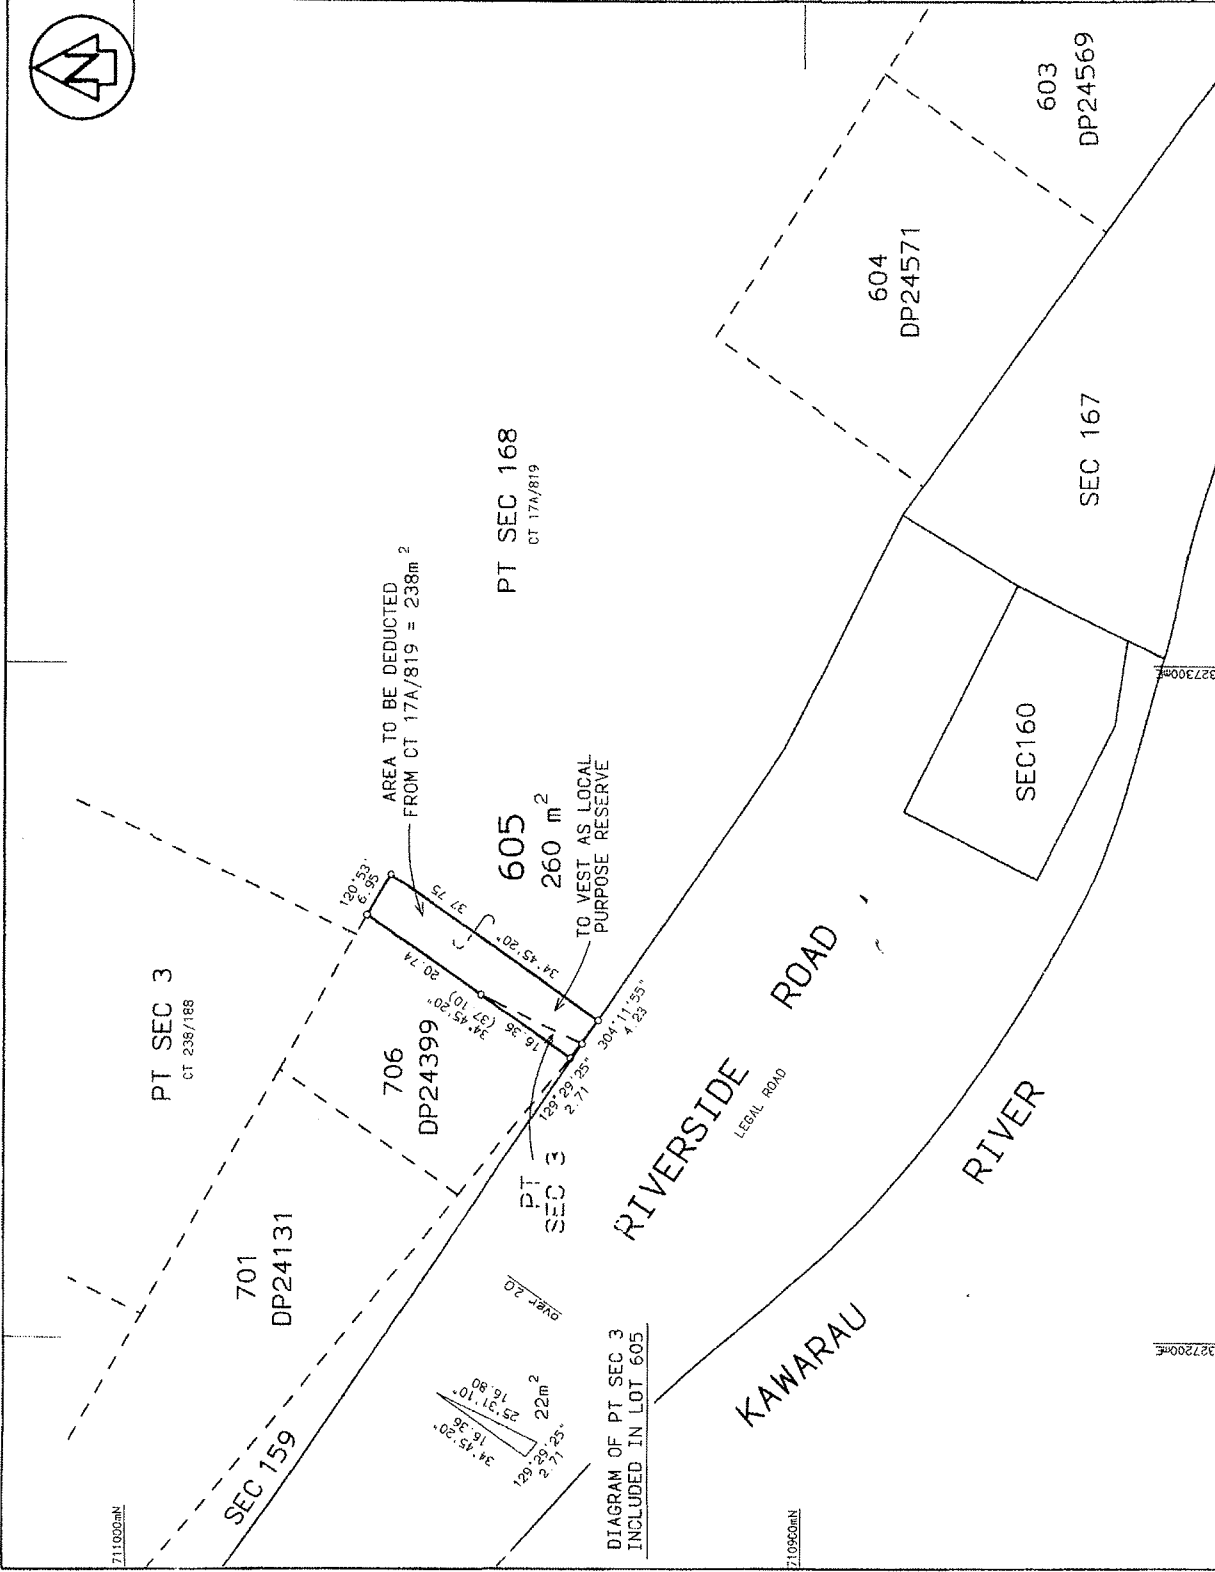 N
711000mN
710900mN
327300mE
327200mE
PT SEC 3
CT 238/188
AREA TO BE DEDUCTED
FROM CT 17A/819 = 238m²
PT SEC 168
CT 17A/819
603
DP24569
604
DP24571
SEC 167
SEC160
605
260 m²
TO VEST AS LOCAL
PURPOSE RESERVE
120°53'
6.95
34°45'20"
37.75
20.74
34°45'20"
(37.10)
16.36
129°29'25"
2.71
304°11'55"
4.23
706
DP24399
701
DP24131
SEC 159
PT
SEC 3
RIVERSIDE ROAD
LEGAL ROAD
KAWARAU RIVER
over 20
34°45'20"
16.36
25°31'10"
16.80
22m²
129°29'25"
2.71
DIAGRAM OF PT SEC 3
INCLUDED IN LOT 605